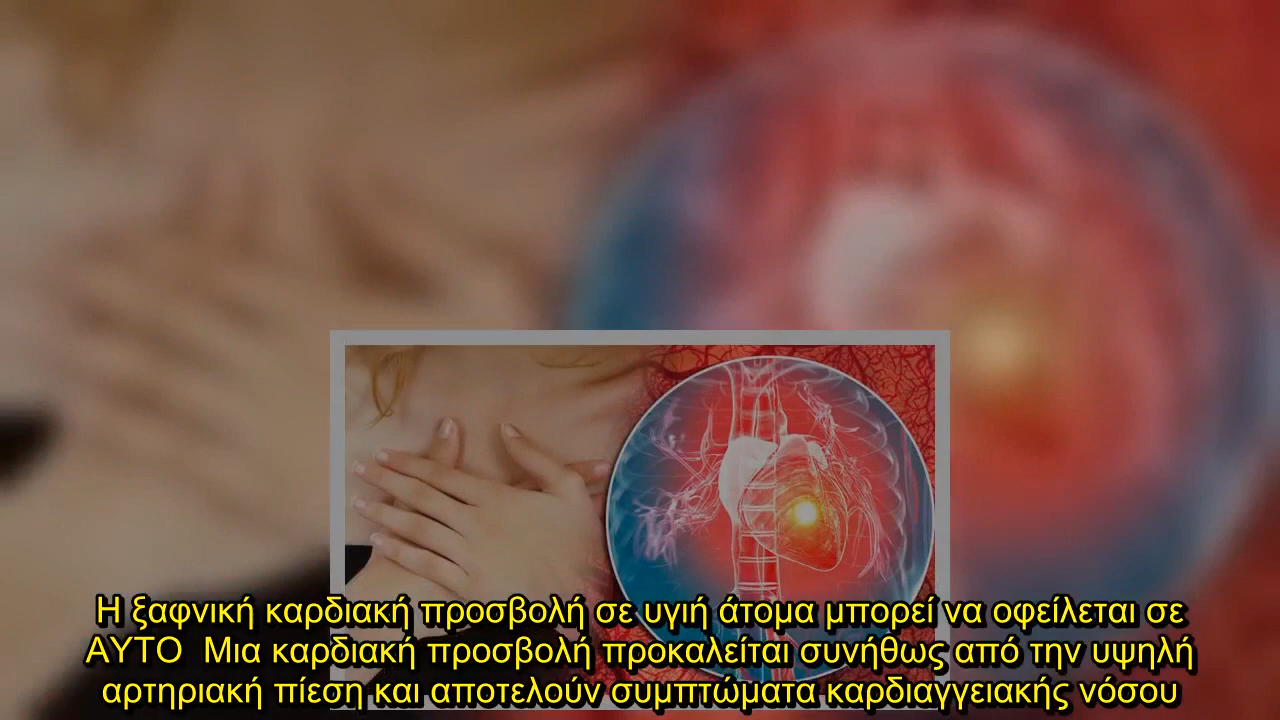 Η ξαφνική καρδιακή προσβολή σε υγιή άτομα μπορεί να οφείλεται σε
ΑΥΤΟ  Μια καρδιακή προσβολή προκαλείται συνήθως από την υψηλή
αρτηριακή πίεση και αποτελούν συμπτώματα καρδιαγγειακής νόσου